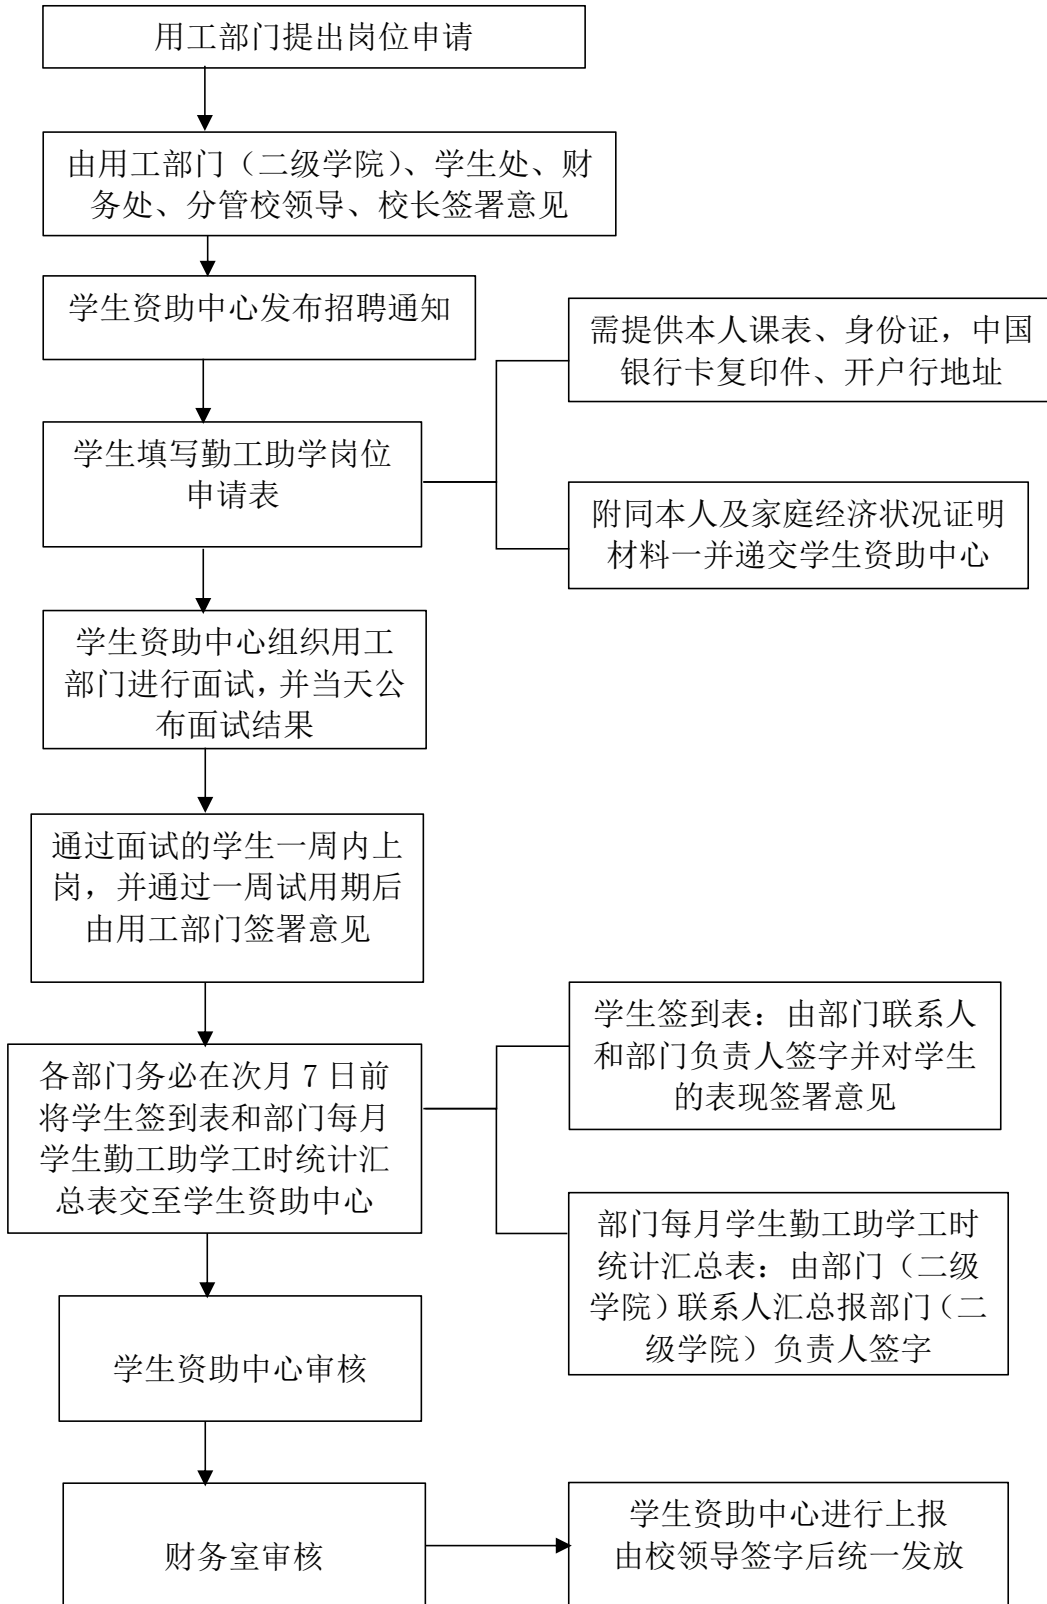 用工部门提出岗位申请
由用工部门（二级学院）、学生处、财
务处、分管校领导、校长签署意见
学生资助中心发布招聘通知
需提供本人课表、身份证，中国
银行卡复印件、开户行地址
学生填写勤工助学岗位
申请表
附同本人及家庭经济状况证明
材料一并递交学生资助中心
学生资助中心组织用工
部门进行面试，并当天公
布面试结果
通过面试的学生一周内上
岗，并通过一周试用期后
由用工部门签署意见
学生签到表：由部门联系人
和部门负责人签字并对学生
的表现签署意见
各部门务必在次月 7 日前
将学生签到表和部门每月
学生勤工助学工时统计汇
总表交至学生资助中心
部门每月学生勤工助学工时
统计汇总表：由部门（二级
学院）联系人汇总报部门（二
级学院）负责人签字
学生资助中心审核
财务室审核
学生资助中心进行上报
由校领导签字后统一发放